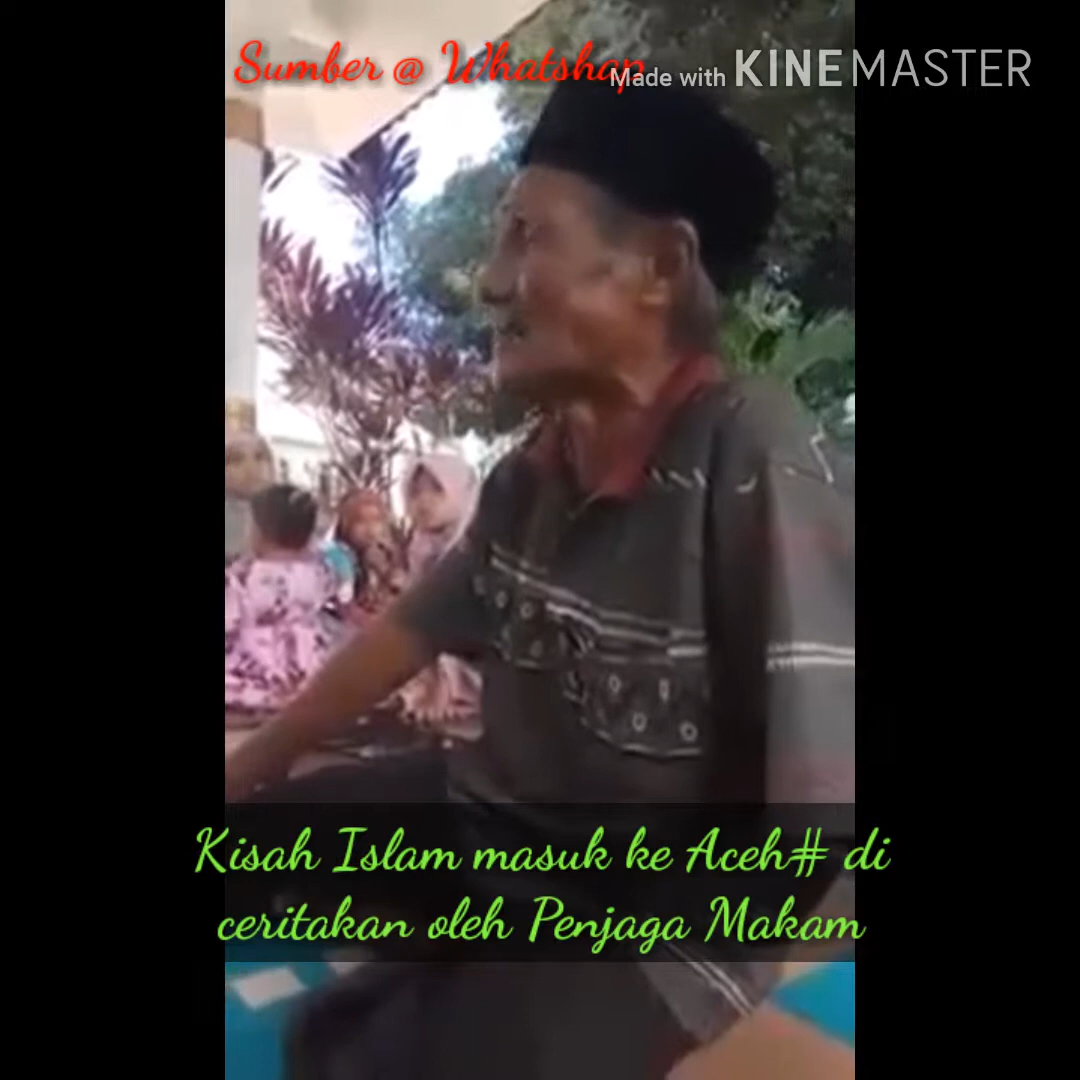 Sumber @ Whatshap
Made with KINEMASTER
Kisah Islam masuk ke Aceh# di
ceritakan oleh Penjaga Makam